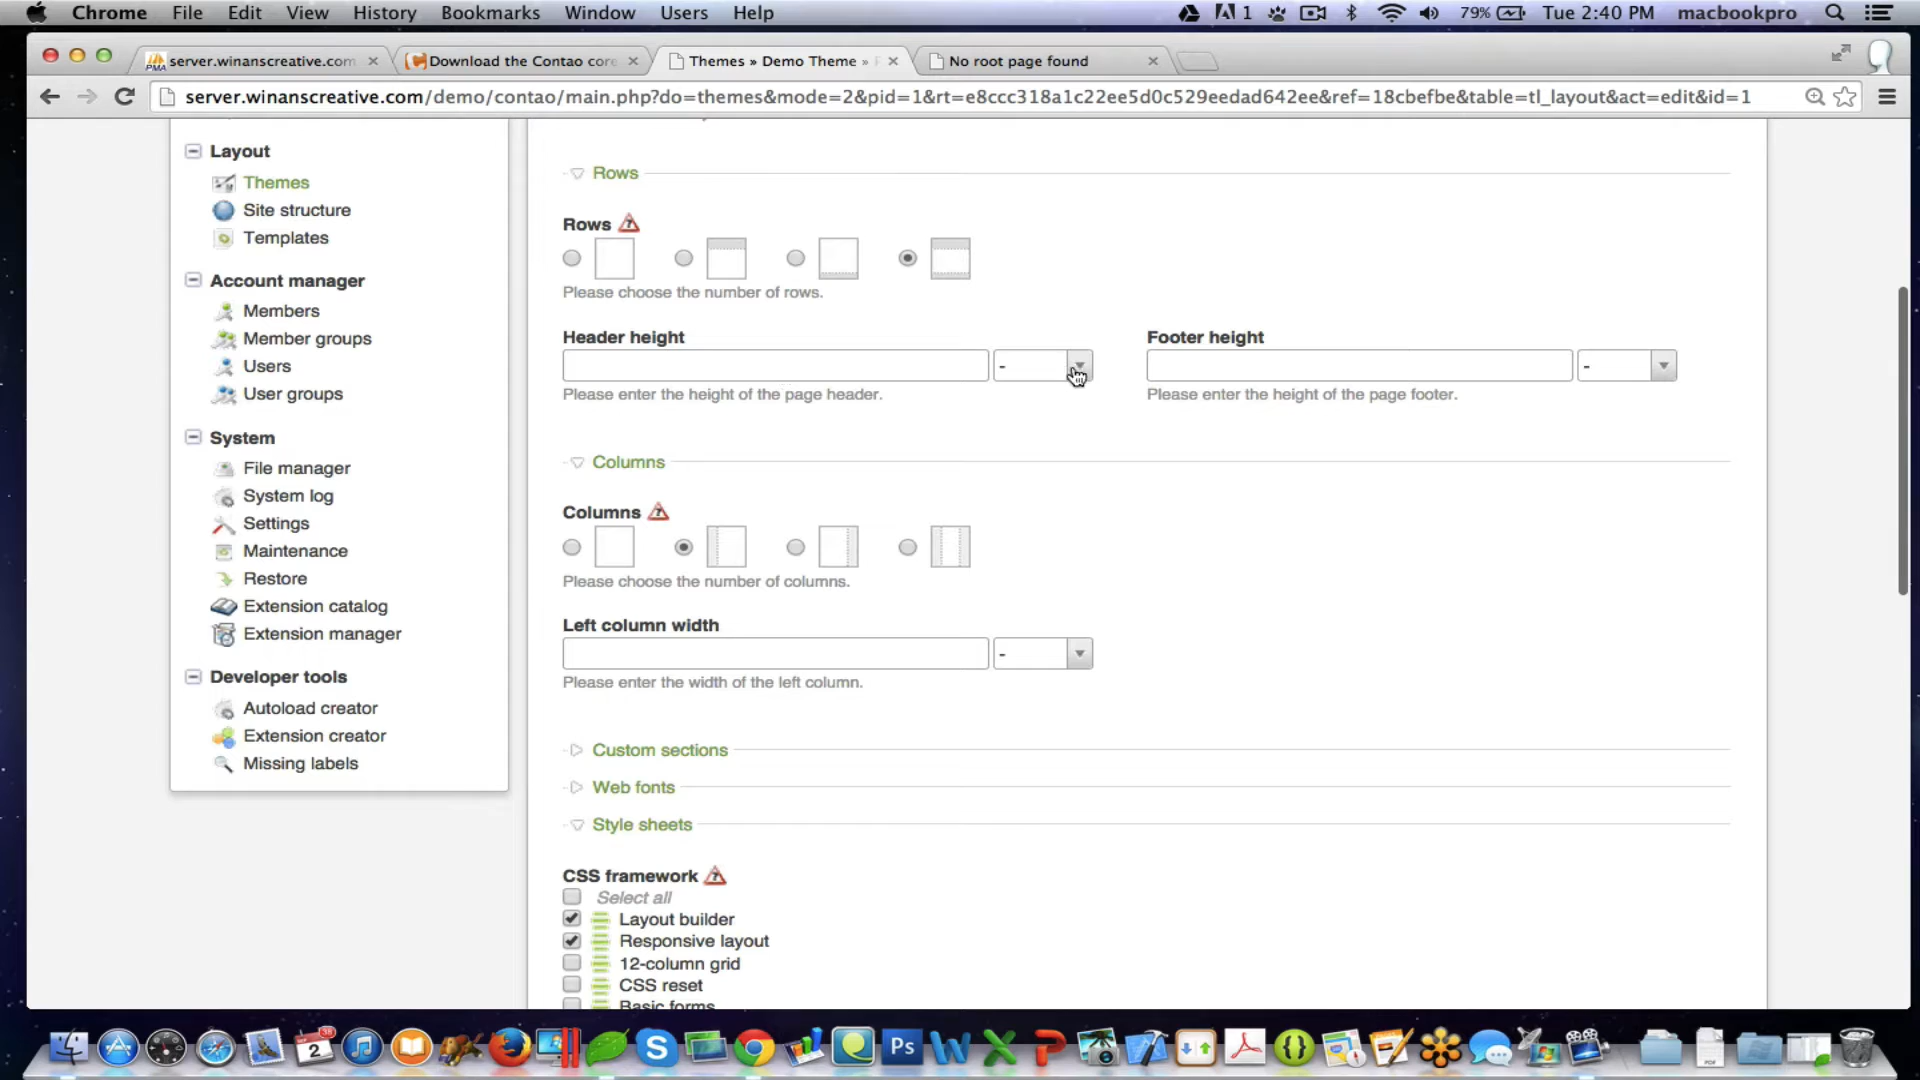 Chrome File Edit View History Bookmarks Window Users Help 1 79% Tue 2:40 PM macbookpro
server.winanscreative.com Download the Contao core Themes » Demo Theme » No root page found
server.winanscreative.com/demo/contao/main.php?do=themes&mode=2&pid=1&rt=e8ccc318a1c22ee5d0c529eedad642ee&ref=18cbefbe&table=tl_layout&act=edit&id=1
Layout
Themes
Site structure
Templates
Account manager
Members
Member groups
Users
User groups
System
File manager
System log
Settings
Maintenance
Restore
Extension catalog
Extension manager
Developer tools
Autoload creator
Extension creator
Missing labels
Rows
Rows
Please choose the number of rows.
Header height Footer height
- -
Please enter the height of the page header. Please enter the height of the page footer.
Columns
Columns
Please choose the number of columns.
Left column width
-
Please enter the width of the left column.
Custom sections
Web fonts
Style sheets
CSS framework
Select all
Layout builder
Responsive layout
12-column grid
CSS reset
Basic forms